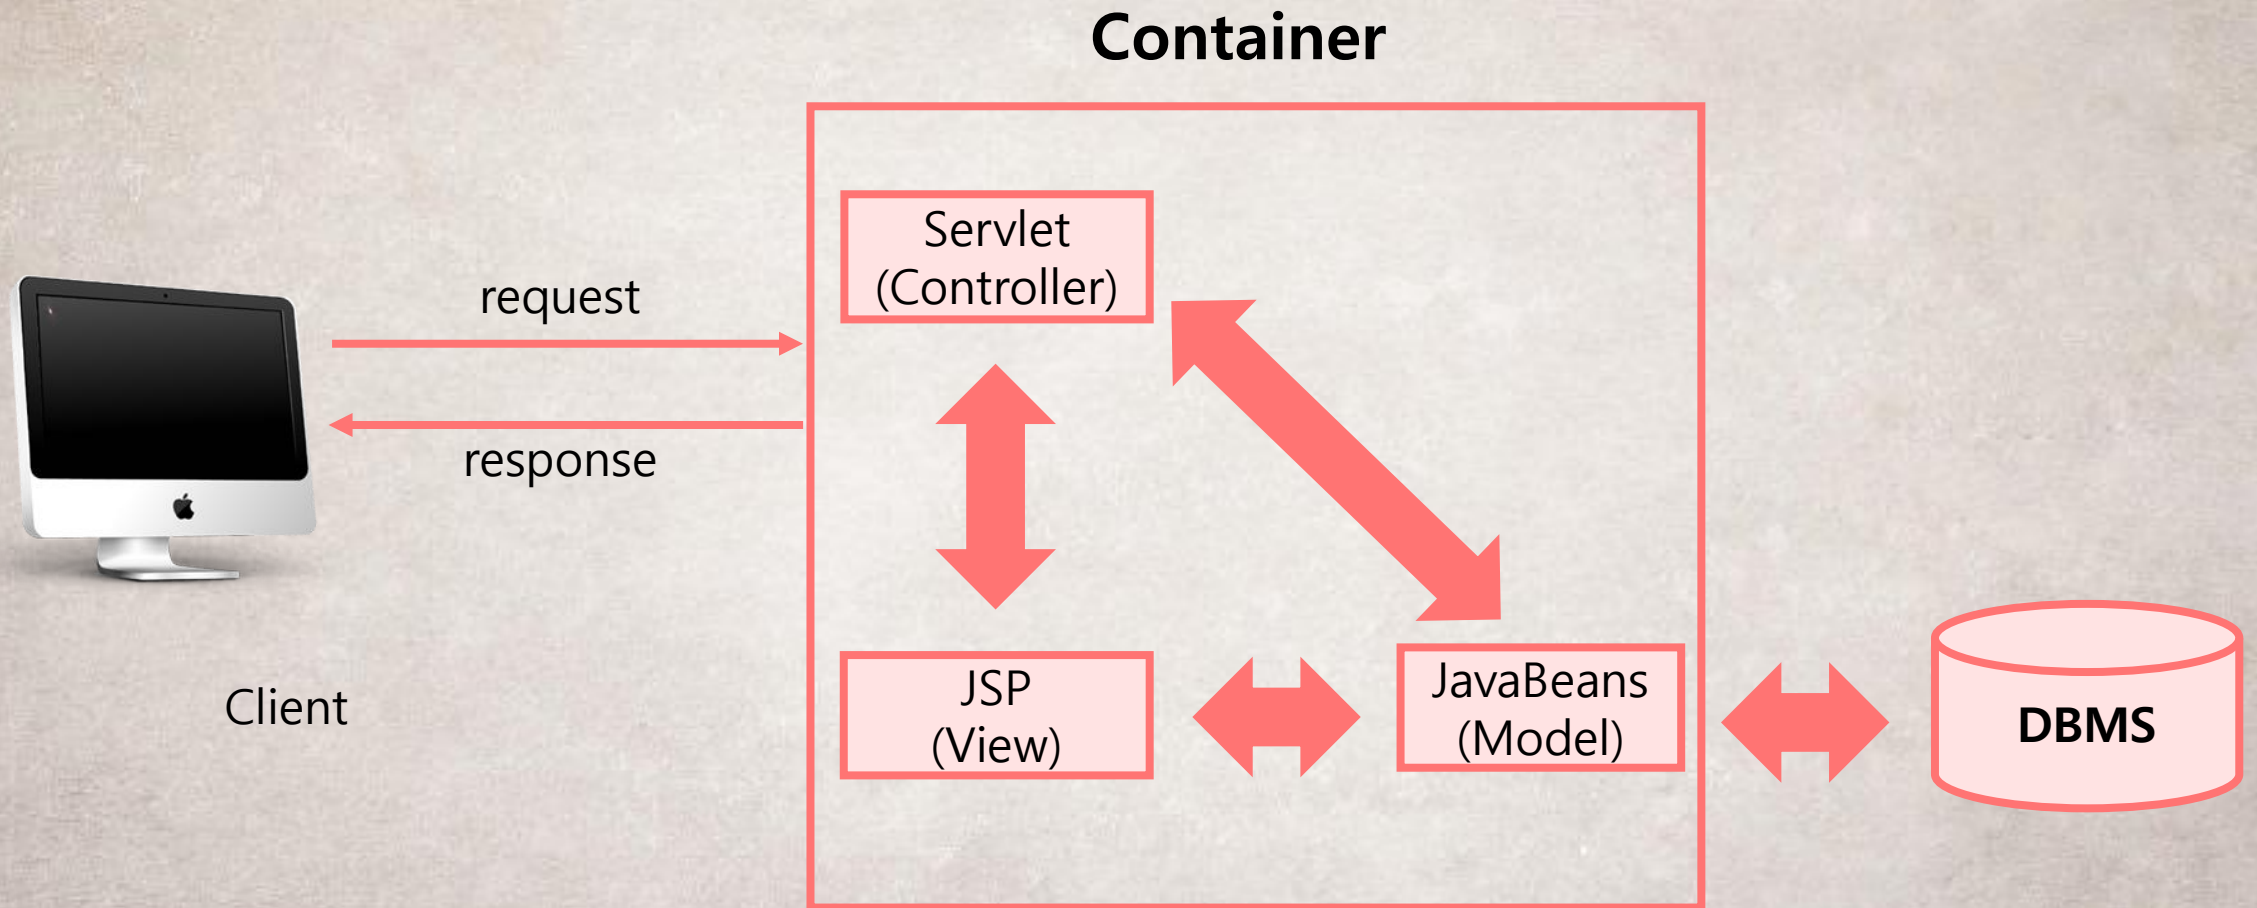 Container
Servlet
(Controller)
request
response
Client
JSP
(View)
JavaBeans
(Model)
DBMS